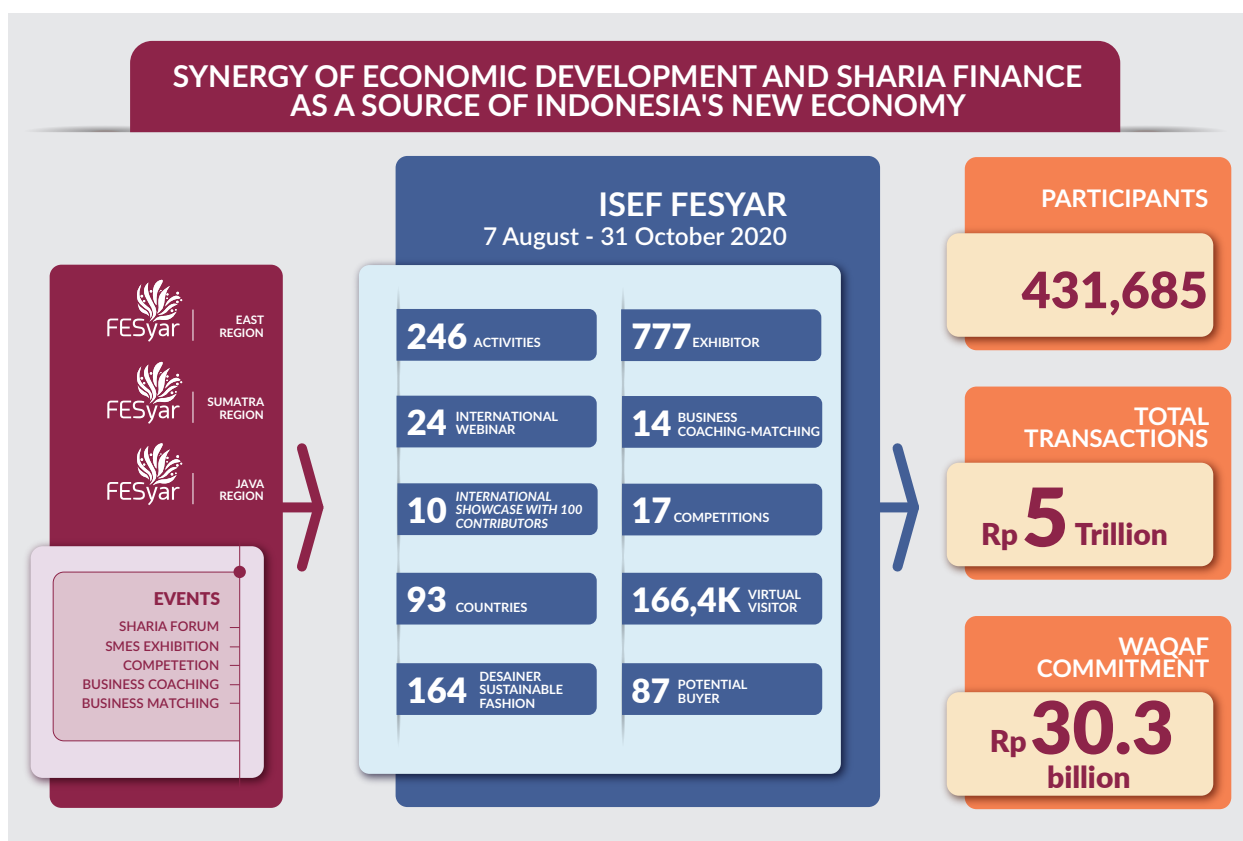 SYNERGY OF ECONOMIC DEVELOPMENT AND SHARIA FINANCE
AS A SOURCE OF INDONESIA'S NEW ECONOMY
FESyar
EAST
REGION
FESyar
SUMATRA
REGION
FESyar
JAVA
REGION
EVENTS
SHARIA FORUM
SMES EXHIBITION
COMPETETION
BUSINESS COACHING
BUSINESS MATCHING
ISEF FESYAR
7 August - 31 October 2020
246 ACTIVITIES
24 INTERNATIONAL
WEBINAR
10 INTERNATIONAL
SHOWCASE WITH 100
CONTRIBUTORS
93 COUNTRIES
164 DESAINER
SUSTAINABLE
FASHION
777 EXHIBITOR
14 BUSINESS
COACHING-MATCHING
17 COMPETITIONS
166,4K VIRTUAL
VISITOR
87 POTENTIAL
BUYER
PARTICIPANTS
431,685
TOTAL
TRANSACTIONS
Rp 5 Trillion
WAQAF
COMMITMENT
Rp 30.3
billion